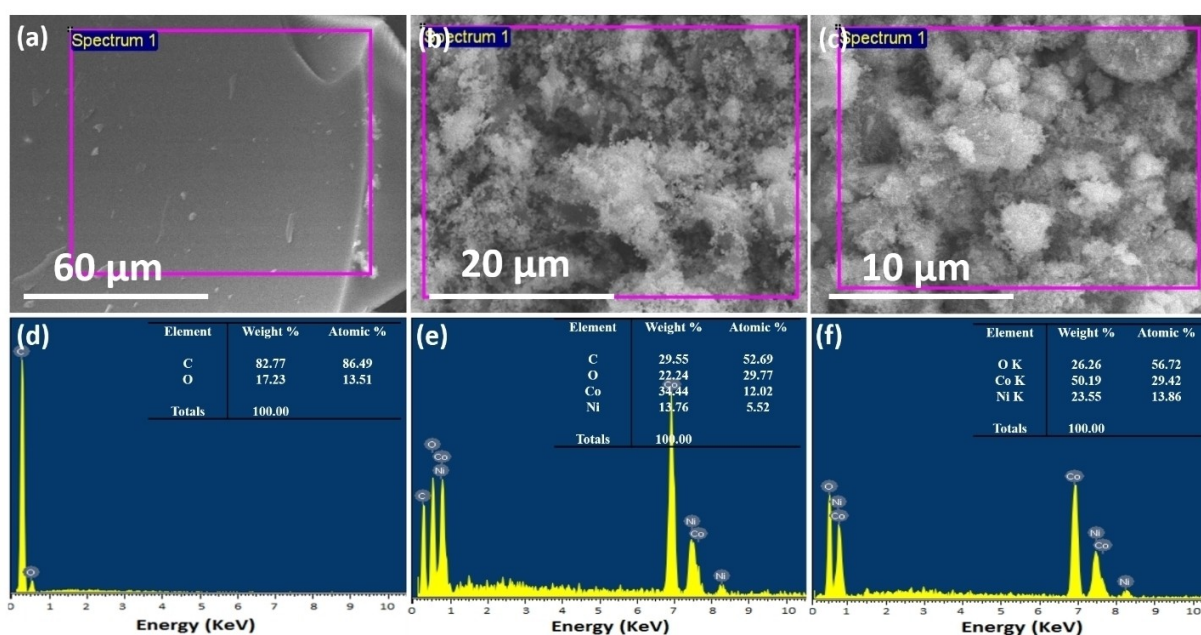 (a)
Spectrum 1
60 µm
(b)
Spectrum 1
20 µm
(c)
Spectrum 1
10 µm
(d)
Element Weight % Atomic %
C 82.77 86.49
O 17.23 13.51
Totals 100.00
C
O
0 1 2 3 4 5 6 7 8 9 10
Energy (KeV)
(e)
Element Weight % Atomic %
C 29.55 52.69
O 22.24 29.77
Co 34.44 12.02
Ni 13.76 5.52
Totals 100.00
Co
O
Co
Ni
C
Ni
Co
Ni
0 1 2 3 4 5 6 7 8 9 10
Energy (KeV)
(f)
Element Weight % Atomic %
O K 26.26 56.72
Co K 50.19 29.42
Ni K 23.55 13.86
Totals 100.00
O
Ni
Co
Co
Ni
Co
Ni
0 1 2 3 4 5 6 7 8 9 10
Energy (KeV)